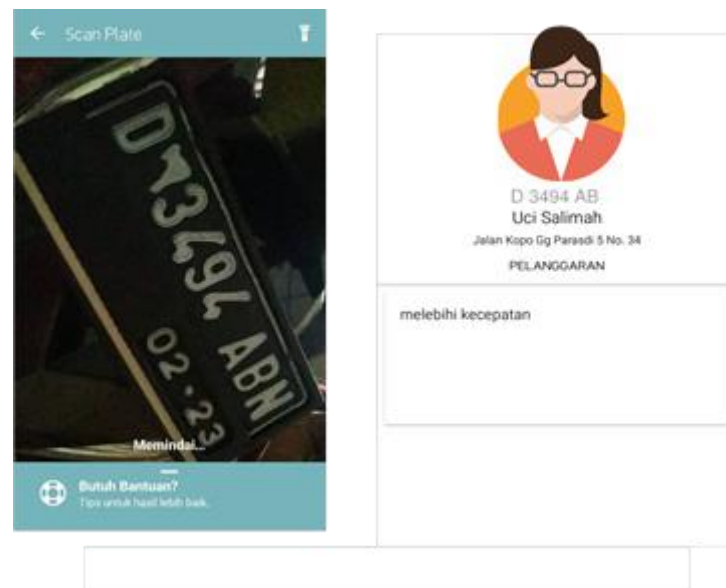 Scan Plate
D 3494 ABN
02·23
Memindai...
Butuh Bantuan?
Tips untuk hasil lebih baik.
D 3494 AB
Uci Salimah
Jalan Kopo Gg Parasdi 5 No. 34
PELANGGARAN
melebihi kecepatan